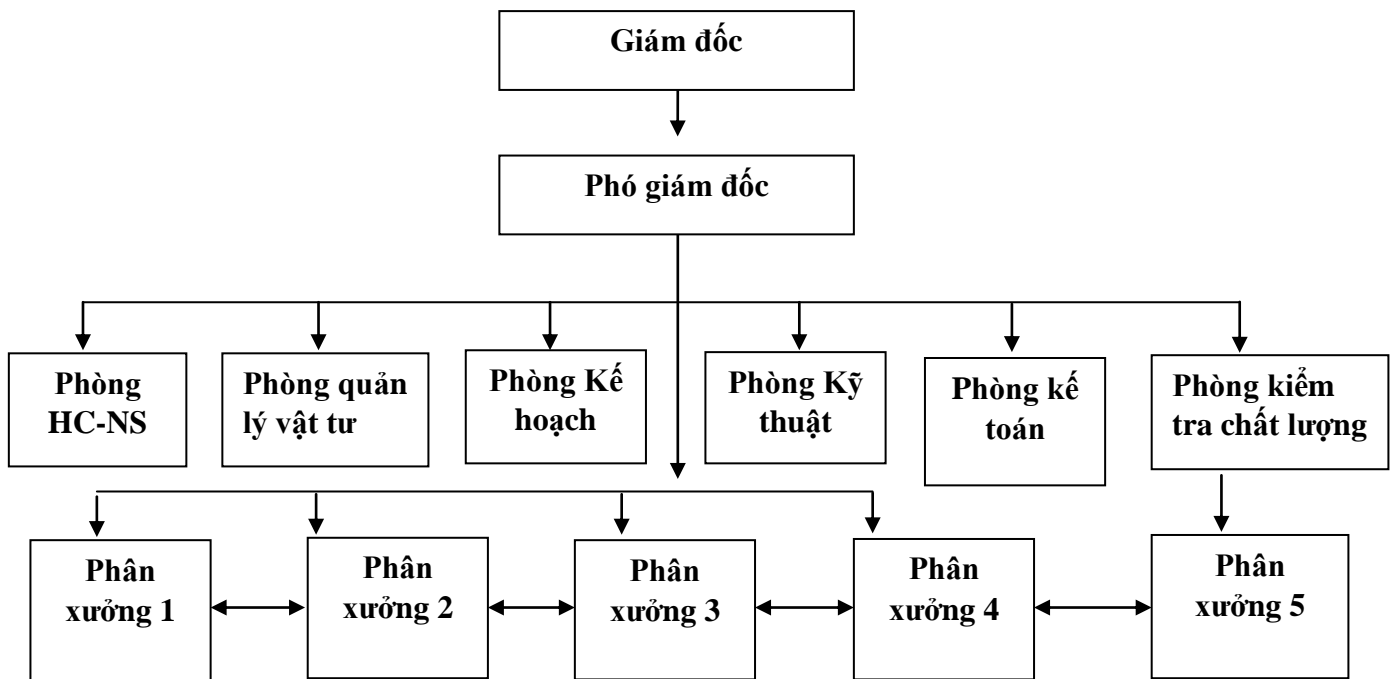 Giám đốc
Phó giám đốc
Phòng
HC-NS
Phòng quản
lý vật tư
Phòng Kế
hoạch
Phòng Kỹ
thuật
Phòng kế
toán
Phòng kiểm
tra chất lượng
Phân
xưởng 1
Phân
xưởng 2
Phân
xưởng 3
Phân
xưởng 4
Phân
xưởng 5